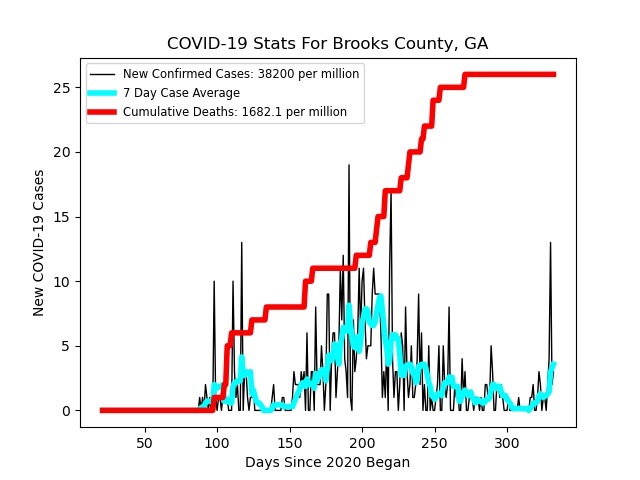 COVID-19 Stats For Brooks County, GA
New Confirmed Cases: 38200 per million
7 Day Case Average
Cumulative Deaths: 1682.1 per million
New COVID-19 Cases
25
20
15
10
5
0
50 100 150 200 250 300
Days Since 2020 Began